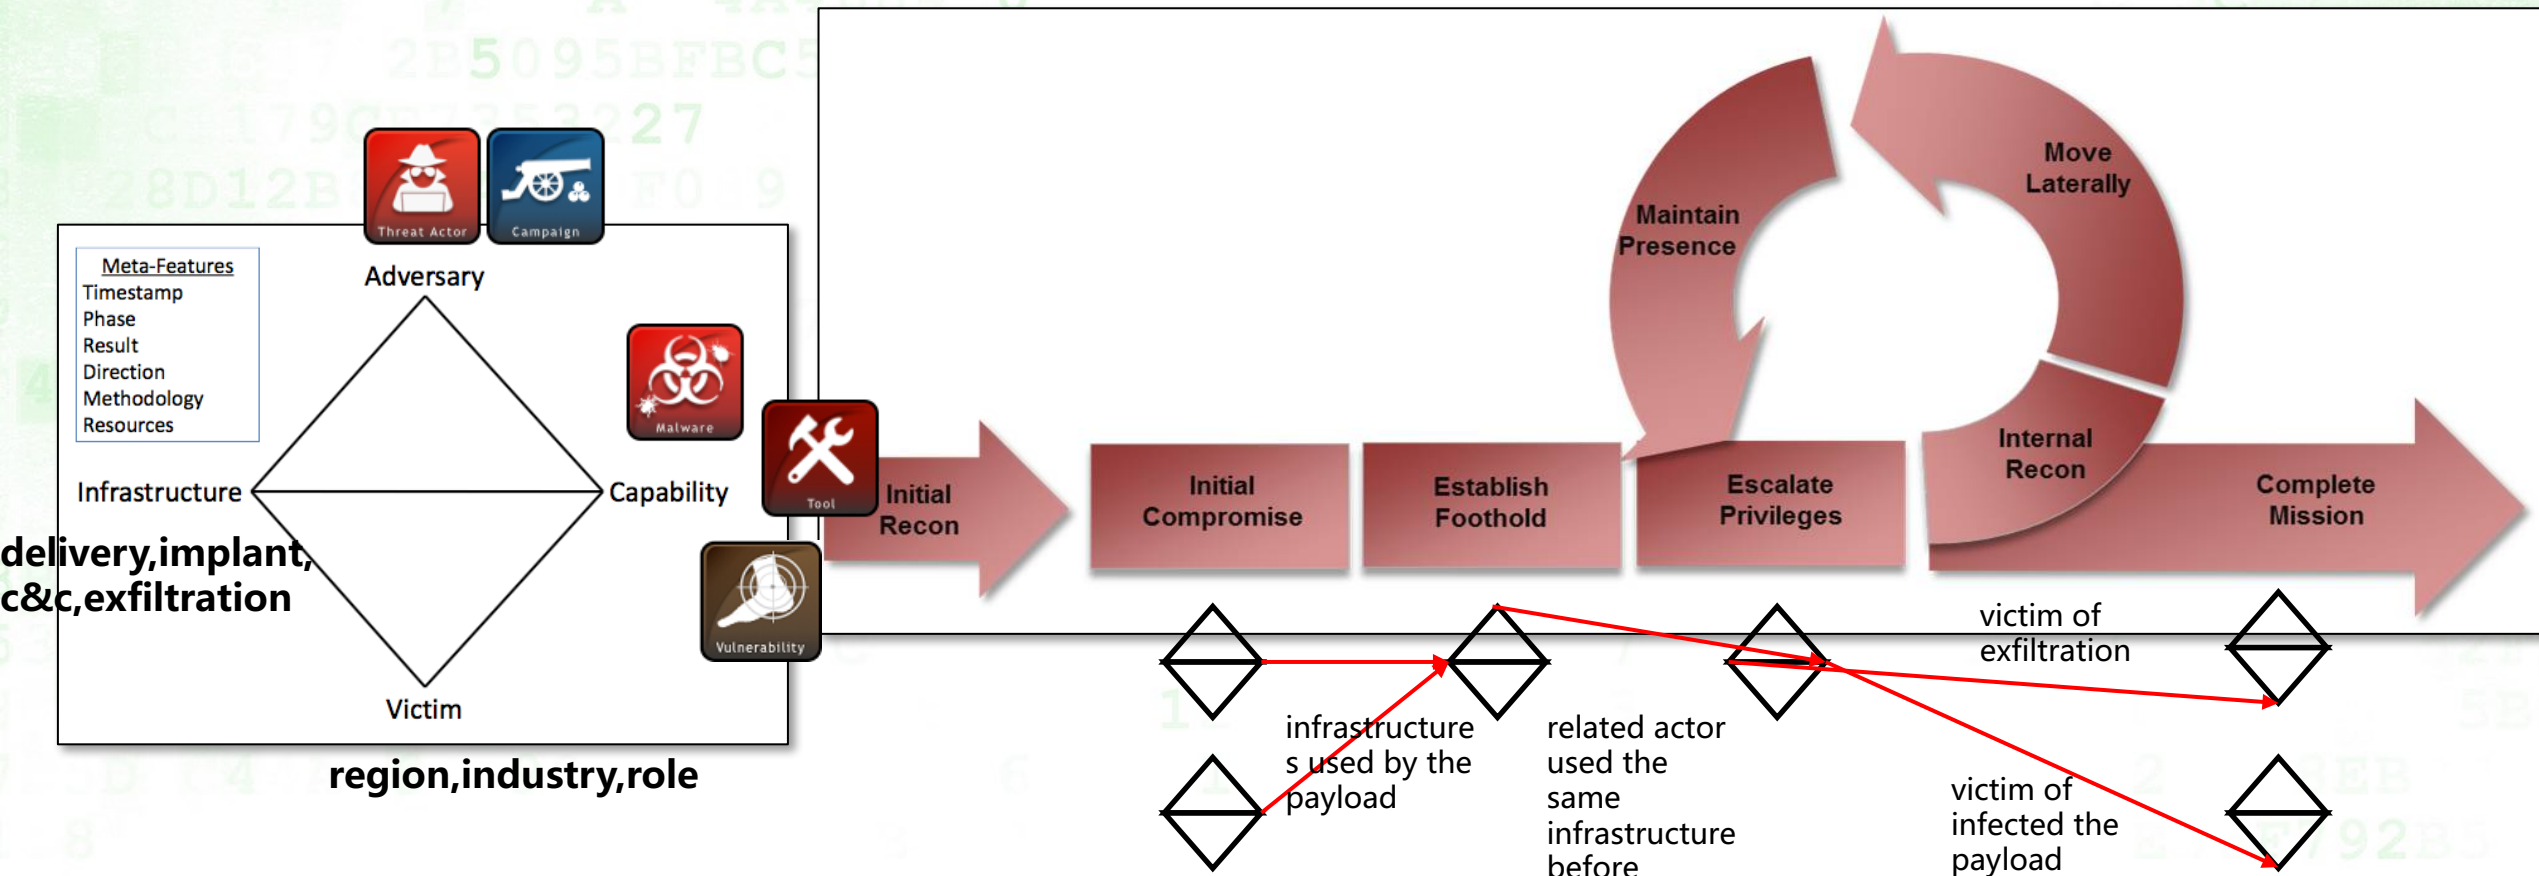 Threat Actor
Campaign
Meta-Features
Timestamp
Phase
Result
Direction
Methodology
Resources
Adversary
Malware
Infrastructure
Capability
Tool
delivery,implant,
c&c,exfiltration
Vulnerability
Victim
region,industry,role
Initial
Recon
Initial
Compromise
Establish
Foothold
Escalate
Privileges
Maintain
Presence
Move
Laterally
Internal
Recon
Complete
Mission
infrastructure
s used by the
payload
related actor
used the
same
infrastructure
before
victim of
exfiltration
victim of
infected the
payload